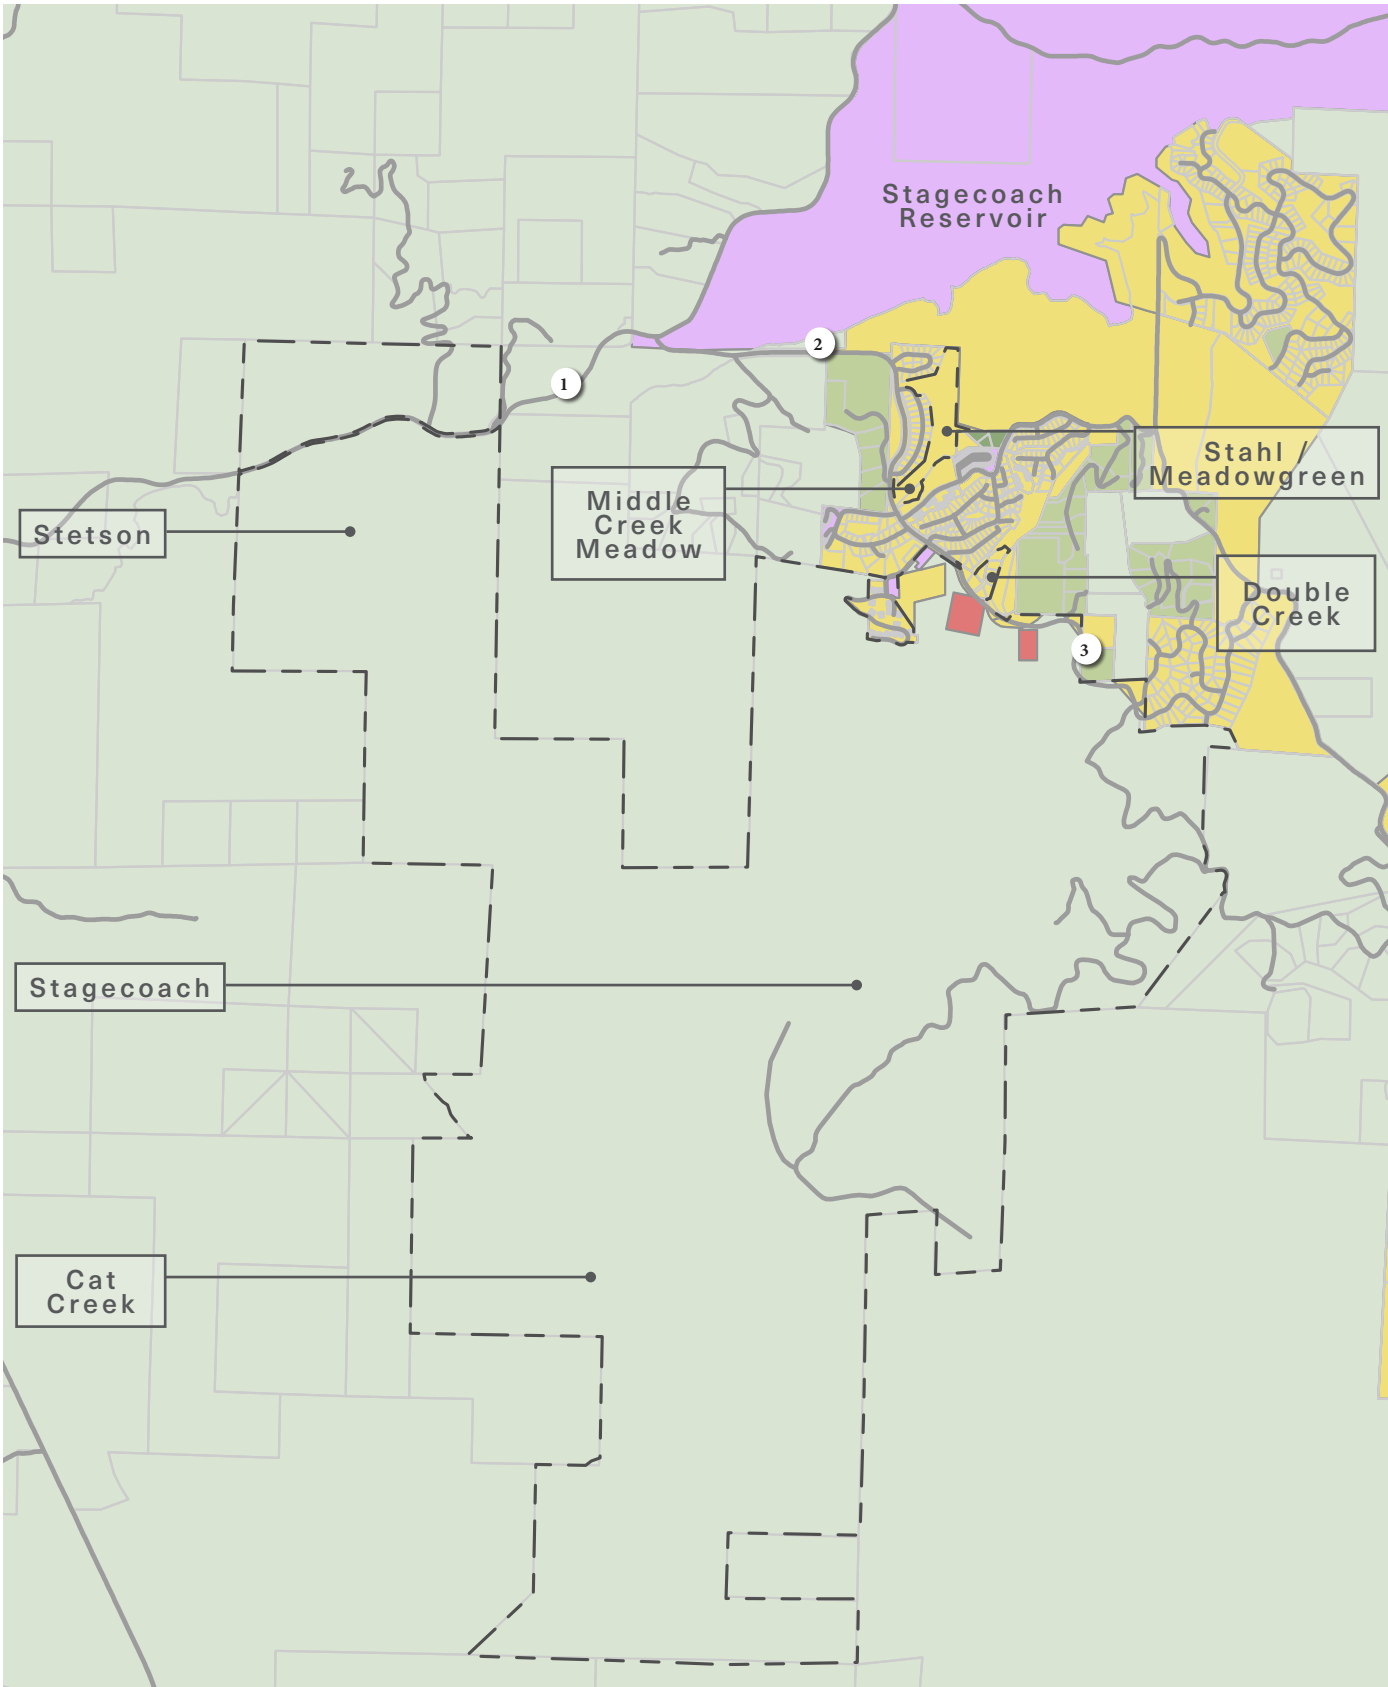 Stagecoach
Reservoir
2
1
Stahl /
Meadowgreen
Middle
Creek
Meadow
Stetson
Double
Creek
3
Stagecoach
Cat
Creek